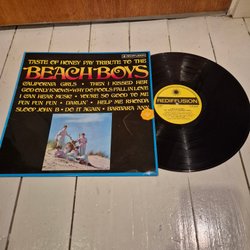 TASTE OF HONEY PAY TRIBUTE TO THE
BEACH BOYS
CALIFORNIA GIRLS • THEN I KISSED HER
GOD ONLY KNOWS • WHY DO FOOLS FALL IN LOVE
I CAN HEAR MUSIC • YOU'RE SO GOOD TO ME
FUN FUN FUN • DARLIN' • HELP ME RHONDA
SLOOP JOHN B • DO IT AGAIN • BARBARA ANN
REDIFFUSION